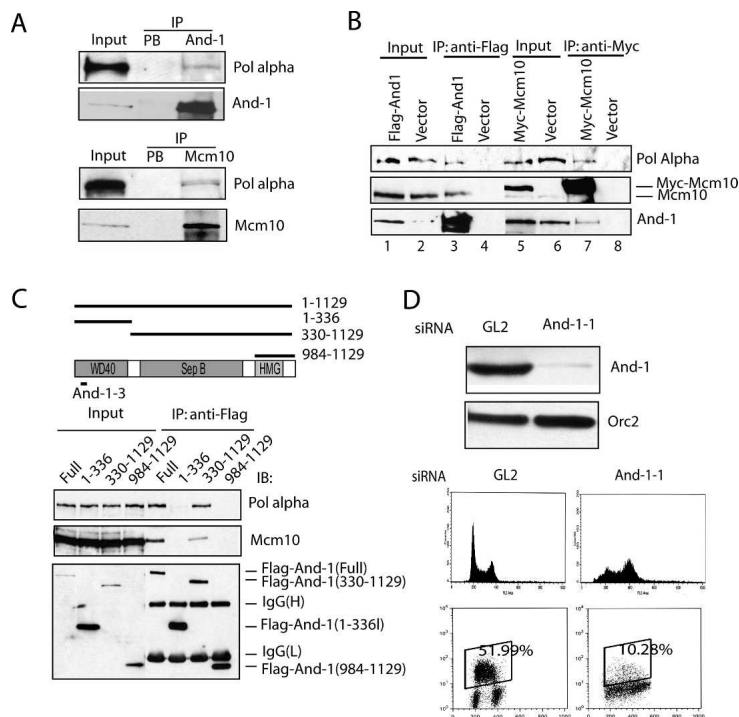 A
IP
Input PB And-1
Pol alpha
And-1
IP
Input PB Mcm10
Pol alpha
Mcm10
B
Input IP: anti-Flag Input IP: anti-Myc
Flag-And1 Vector Flag-And1 Vector Myc-Mcm10 Vector Myc-Mcm10 Vector
Pol Alpha
Myc-Mcm10
Mcm10
And-1
1 2 3 4 5 6 7 8
C
1-1129
1-336
330-1129
984-1129
WD40 Sep B HMG
And-1-3
Input IP: anti-Flag
Full 1-336 330-1129 984-1129 Full 1-336 330-1129 984-1129
IB:
Pol alpha
Mcm10
Flag-And-1(Full)
Flag-And-1(330-1129)
IgG(H)
Flag-And-1(1-336l)
IgG(L)
Flag-And-1(984-1129)
D
siRNA GL2 And-1-1
And-1
Orc2
siRNA GL2 And-1-1
51.99%
10.28%